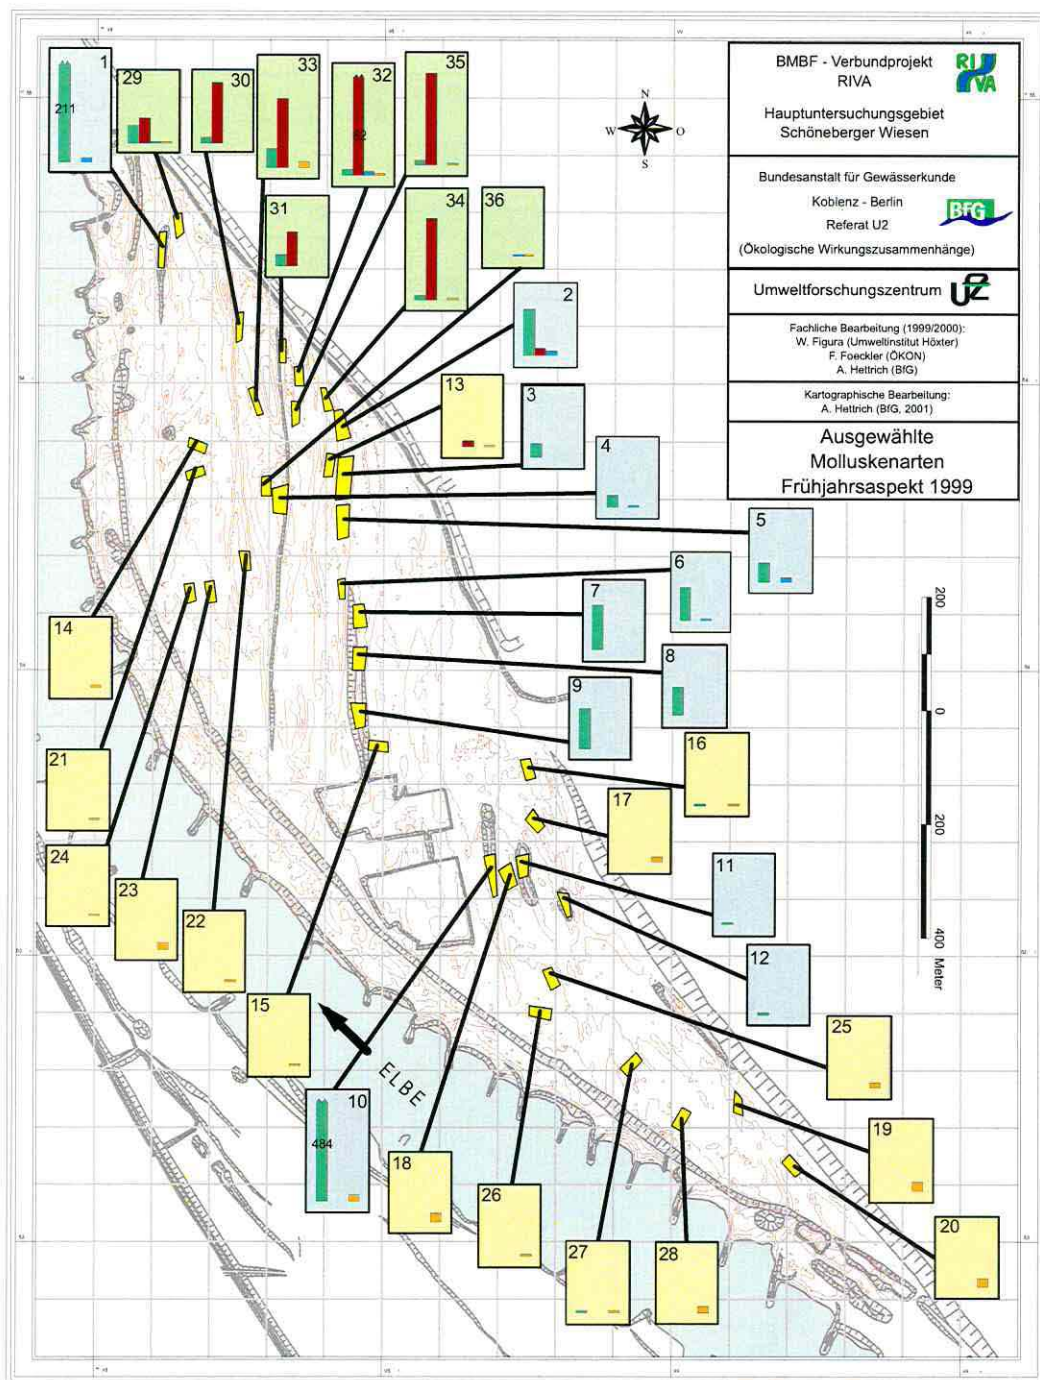 BMBF - Verbundprojekt
RIVA
RIVA
Hauptuntersuchungsgebiet
Schöneberger Wiesen
Bundesanstalt für Gewässerkunde
Koblenz - Berlin
Referat U2
BfG
(Ökologische Wirkungszusammenhänge)
Umweltforschungszentrum UFZ
Fachliche Bearbeitung (1999/2000):
W. Figura (Umweltinstitut Höxter)
F. Foeckler (ÖKON)
A. Hettrich (BfG)
Kartographische Bearbeitung:
A. Hettrich (BfG, 2001)
Ausgewählte
Molluskenarten
Frühjahrsaspekt 1999
N
W O
S
1
211
29
30
33
32
35
31
34
36
2
13
3
4
5
6
7
8
9
14
21
24
23
22
15
16
17
11
12
25
10
484
18
26
27
28
19
20
ELBE
200
0
200
400 Meter